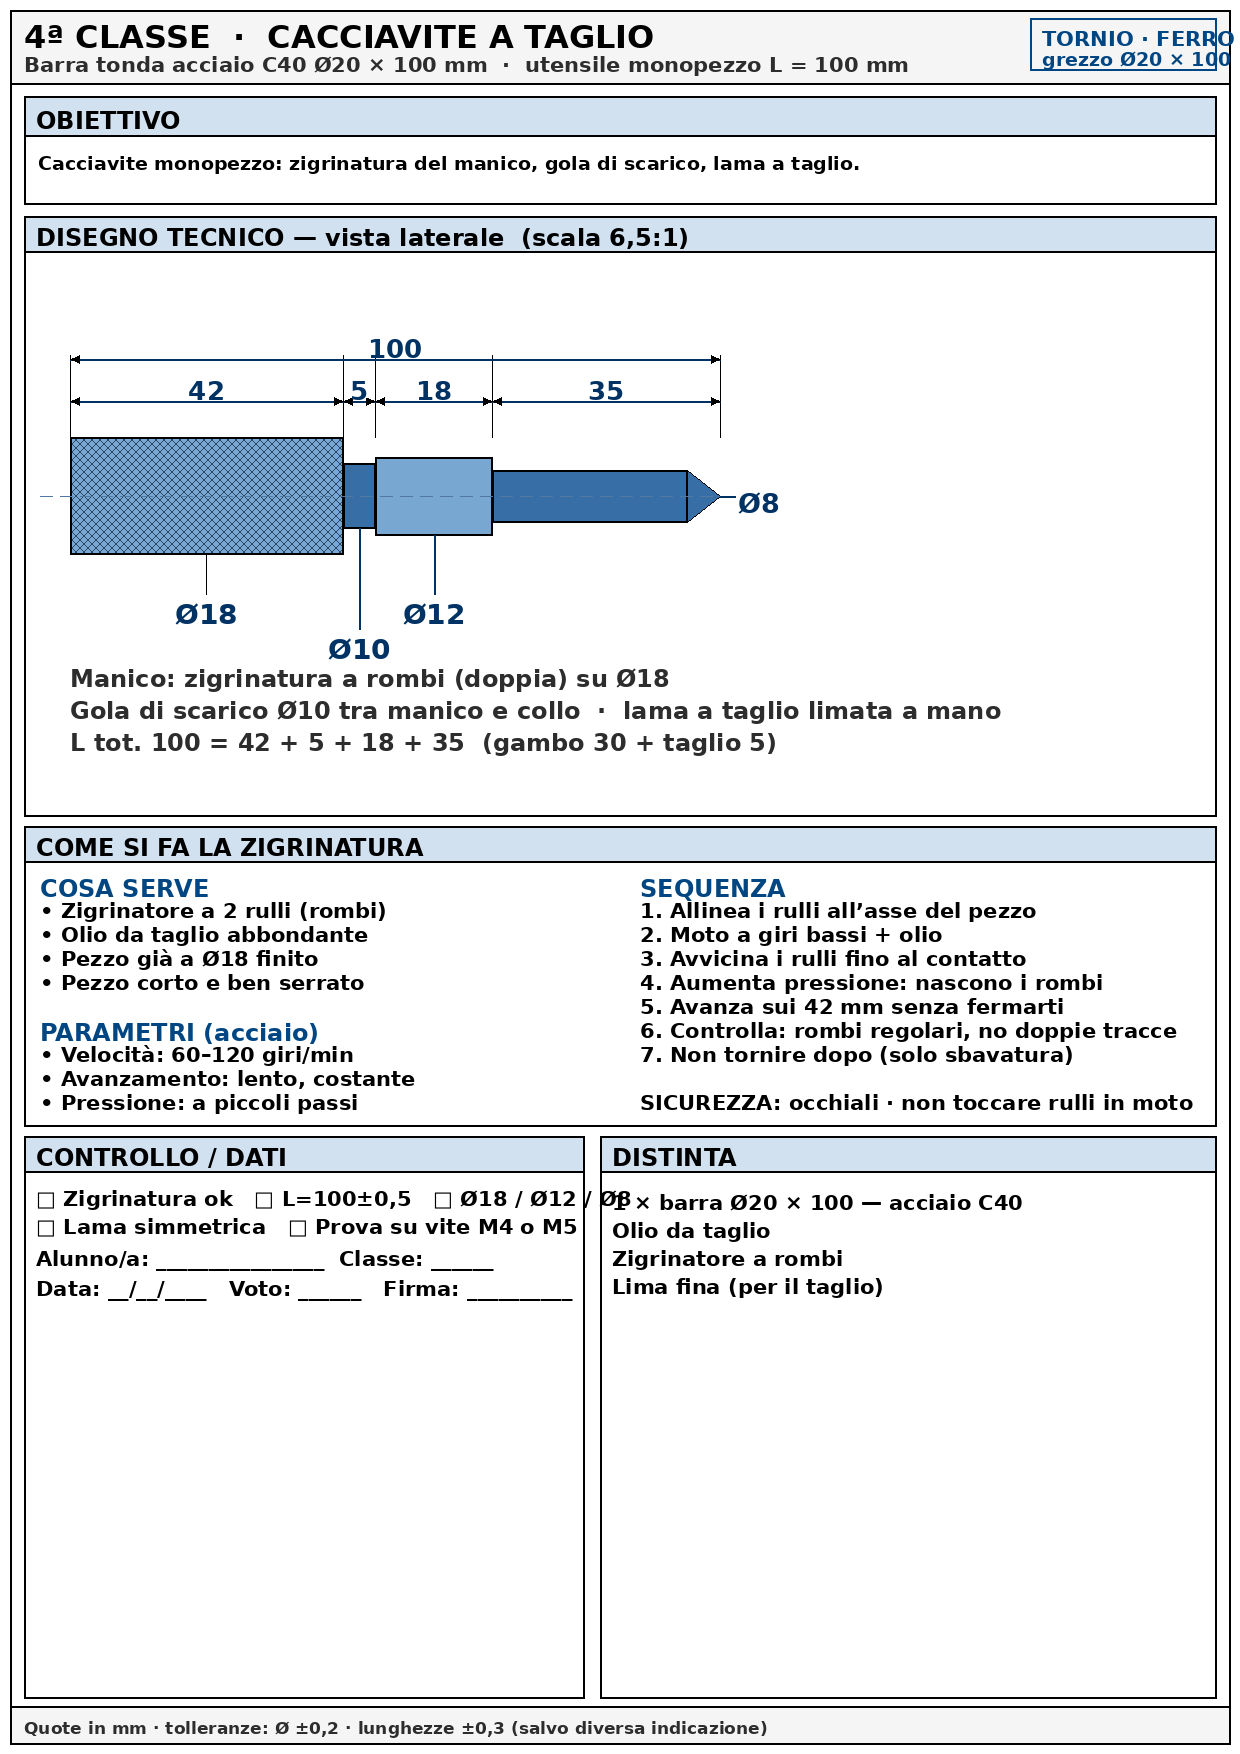 4ª CLASSE · CACCIAVITE A TAGLIO
Barra tonda acciaio C40 Ø20 × 100 mm · utensile monopezzo L = 100 mm
TORNIO · FERRO
grezzo Ø20 × 100
OBIETTIVO
Cacciavite monopezzo: zigrinatura del manico, gola di scarico, lama a taglio.
DISEGNO TECNICO — vista laterale (scala 6,5:1)
100
42 5 18 35
Ø8
Ø18 Ø12
Ø10
Manico: zigrinatura a rombi (doppia) su Ø18
Gola di scarico Ø10 tra manico e collo · lama a taglio limata a mano
L tot. 100 = 42 + 5 + 18 + 35 (gambo 30 + taglio 5)
COME SI FA LA ZIGRINATURA
COSA SERVE
• Zigrinatore a 2 rulli (rombi)
• Olio da taglio abbondante
• Pezzo già a Ø18 finito
• Pezzo corto e ben serrato
PARAMETRI (acciaio)
• Velocità: 60–120 giri/min
• Avanzamento: lento, costante
• Pressione: a piccoli passi
SEQUENZA
1. Allinea i rulli all’asse del pezzo
2. Moto a giri bassi + olio
3. Avvicina i rulli fino al contatto
4. Aumenta pressione: nascono i rombi
5. Avanza sui 42 mm senza fermarti
6. Controlla: rombi regolari, no doppie tracce
7. Non tornire dopo (solo sbavatura)
SICUREZZA: occhiali · non toccare rulli in moto
CONTROLLO / DATI
□ Zigrinatura ok □ L=100±0,5 □ Ø18 / Ø12 / Ø8
□ Lama simmetrica □ Prova su vite M4 o M5
Alunno/a: ________________ Classe: ______
Data: __/__/____ Voto: ______ Firma: __________
DISTINTA
1 × barra Ø20 × 100 — acciaio C40
Olio da taglio
Zigrinatore a rombi
Lima fina (per il taglio)
Quote in mm · tolleranze: Ø ±0,2 · lunghezze ±0,3 (salvo diversa indicazione)